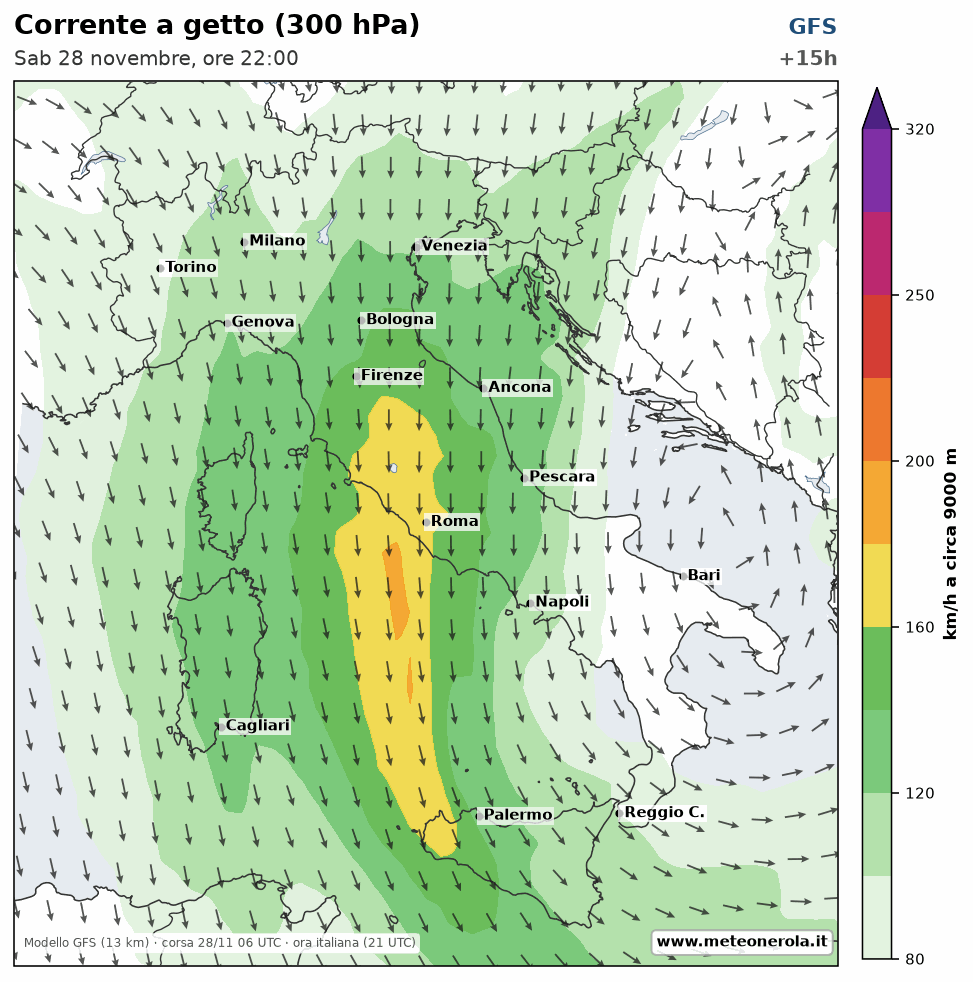 Corrente a getto (300 hPa)
GFS
Sab 28 novembre, ore 22:00
+15h
320
250
200
160
120
80
km/h a circa 9000 m
Milano
Venezia
Torino
Genova
Bologna
Firenze
Ancona
Pescara
Roma
Bari
Napoli
Cagliari
Palermo
Reggio C.
Modello GFS (13 km) · corsa 28/11 06 UTC · ora italiana (21 UTC)
www.meteonerola.it